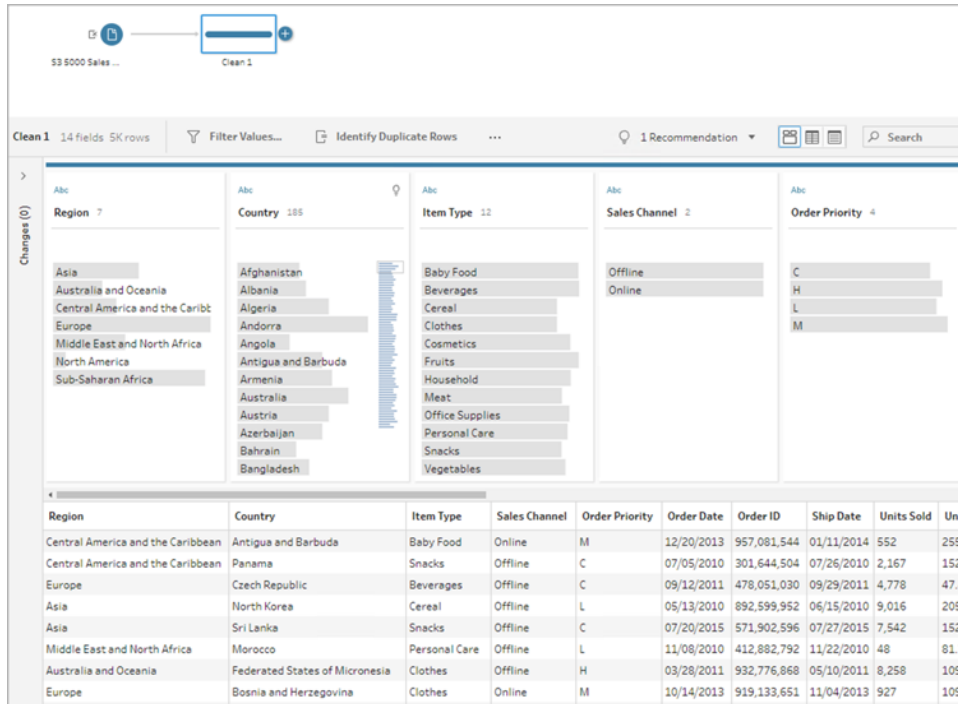 S3 5000 Sales ...
Clean 1
Clean 1 14 fields 5K rows Filter Values... Identify Duplicate Rows ... 1 Recommendation Search
Changes (0)
Abc Abc Abc Abc Abc
Region 7 Country 185 Item Type 12 Sales Channel 2 Order Priority 4
Asia Afghanistan Baby Food Offline C
Australia and Oceania Albania Beverages Online H
Central America and the Caribb Algeria Cereal L
Europe Andorra Clothes M
Middle East and North Africa Angola Cosmetics
North America Antigua and Barbuda Fruits
Sub-Saharan Africa Armenia Household
Australia Meat
Austria Office Supplies
Azerbaijan Personal Care
Bahrain Snacks
Bangladesh Vegetables
Region Country Item Type Sales Channel Order Priority Order Date Order ID Ship Date Units Sold Un
Central America and the Caribbean Antigua and Barbuda Baby Food Online M 12/20/2013 957,081,544 01/11/2014 552 255
Central America and the Caribbean Panama Snacks Offline C 07/05/2010 301,644,504 07/26/2010 2,167 152
Europe Czech Republic Beverages Offline C 09/12/2011 478,051,030 09/29/2011 4,778 47.
Asia North Korea Cereal Offline L 05/13/2010 892,599,952 06/15/2010 9,016 205
Asia Sri Lanka Snacks Offline C 07/20/2015 571,902,596 07/27/2015 7,542 152
Middle East and North Africa Morocco Personal Care Offline L 11/08/2010 412,882,792 11/22/2010 48 81.
Australia and Oceania Federated States of Micronesia Clothes Offline H 03/28/2011 932,776,868 05/10/2011 8,258 109
Europe Bosnia and Herzegovina Clothes Online M 10/14/2013 919,133,651 11/04/2013 927 109